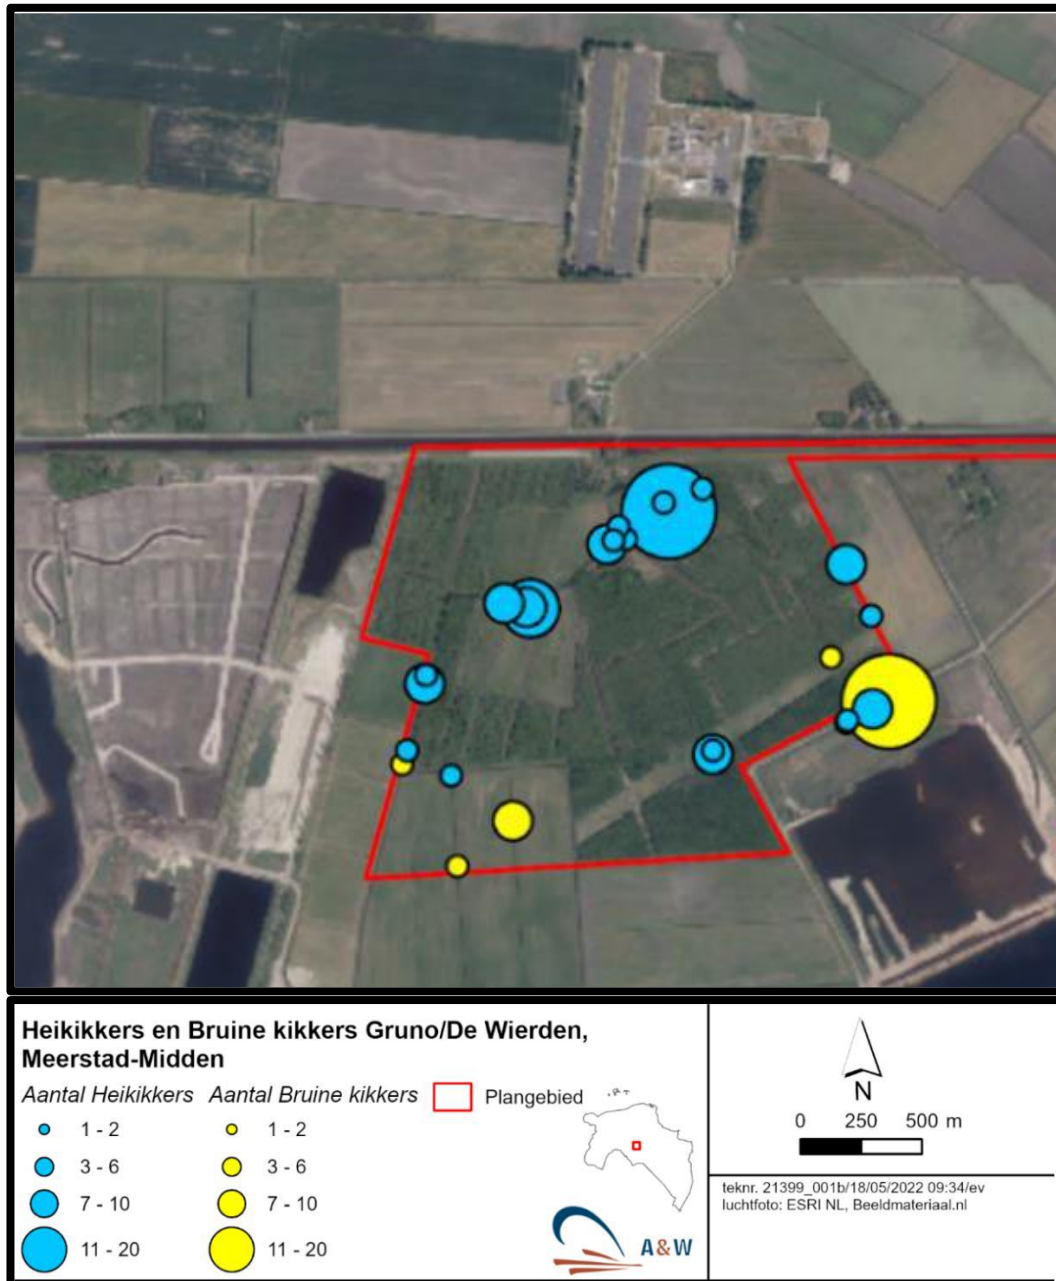 Heikikkers en Bruine kikkers Gruno/De Wierden,
Meerstad-Midden
Aantal Heikikkers
1 - 2
3 - 6
7 - 10
11 - 20
Aantal Bruine kikkers
1 - 2
3 - 6
7 - 10
11 - 20
Plangebied
A&W
N
0 250 500 m
teknr. 21399_001b/18/05/2022 09:34/ev
luchtfoto: ESRI NL, Beeldmateriaal.nl